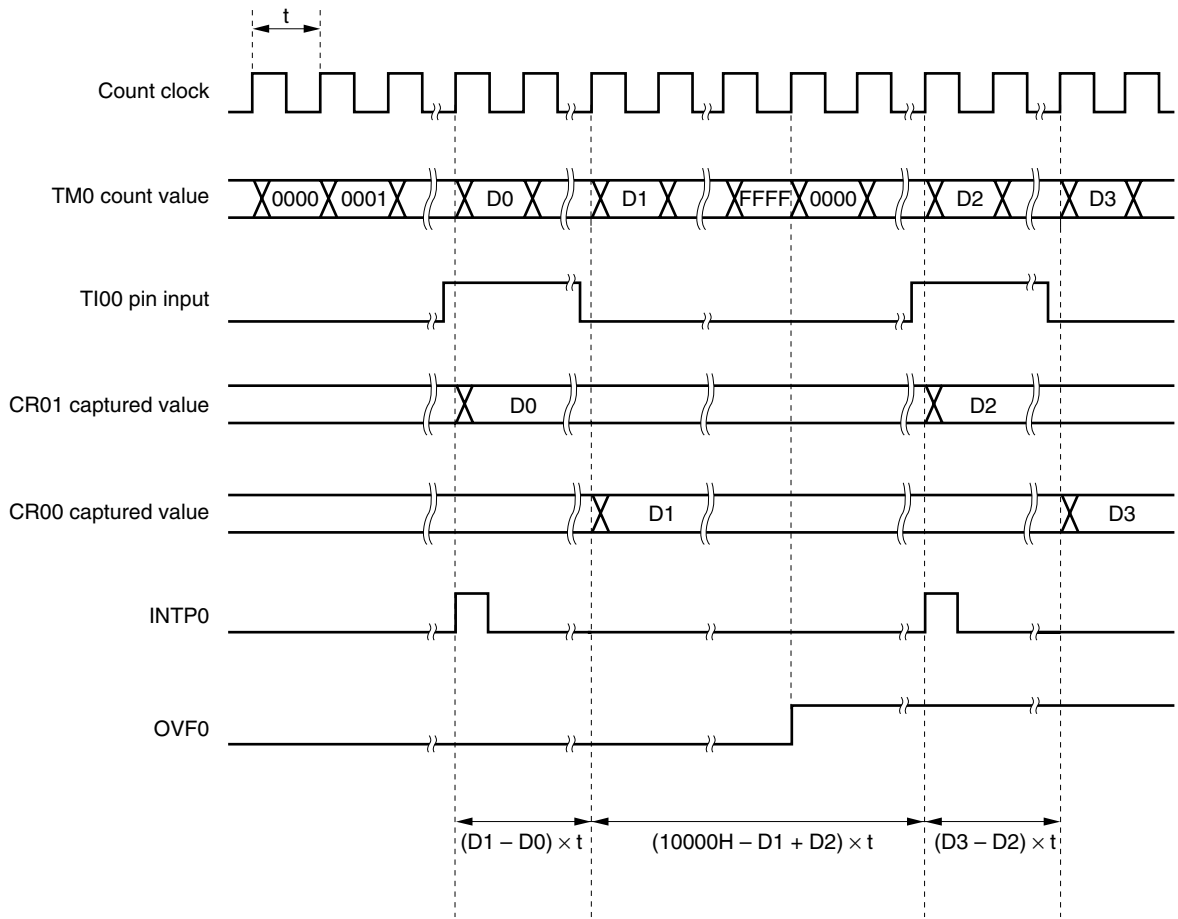 t
Count clock
TM0 count value
0000 0001 D0 D1 FFFF 0000 D2 D3
TI00 pin input
CR01 captured value
D0 D2
CR00 captured value
D1 D3
INTP0
OVF0
(D1 – D0) × t (10000H – D1 + D2) × t (D3 – D2) × t